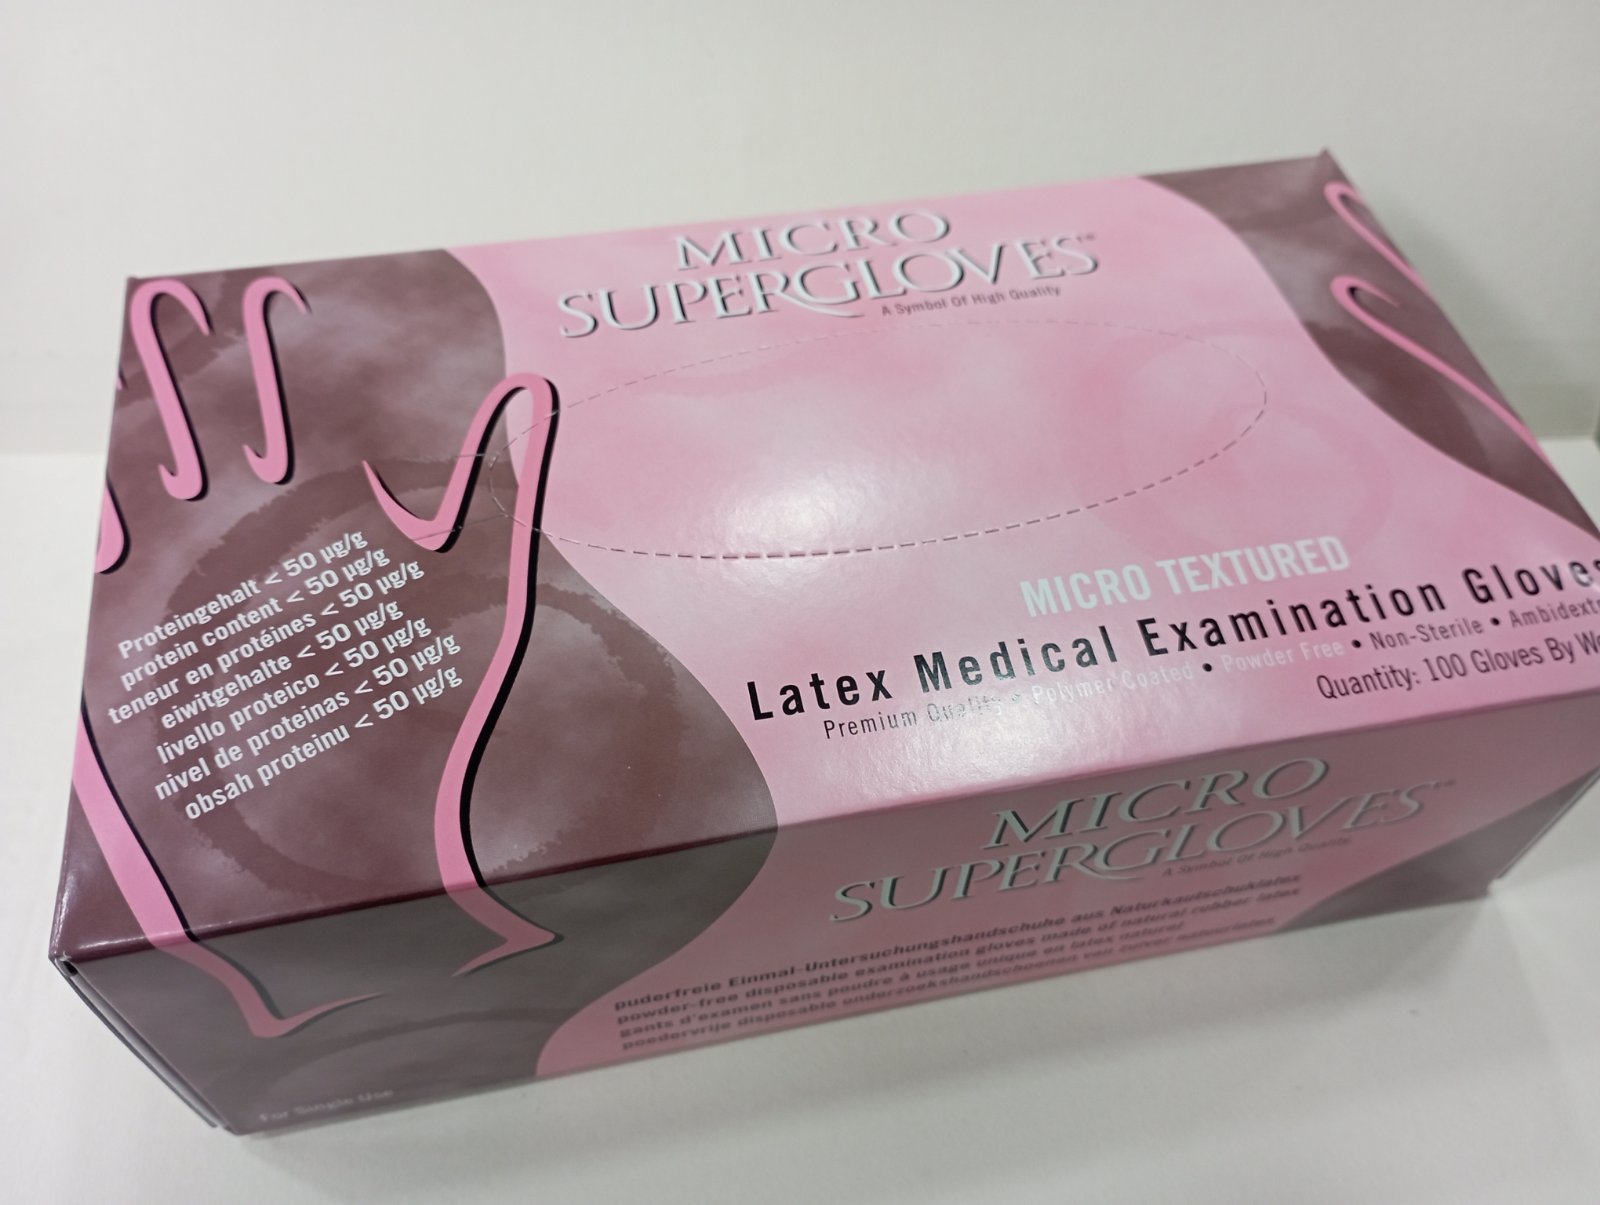 MICRO
SUPERGLOVES™
A Symbol Of High Quality
Proteingehalt < 50 µg/g
protein content < 50 µg/g
teneur en protéines < 50 µg/g
eiwitgehalte < 50 µg/g
livello proteico < 50 µg/g
nivel de proteinas < 50 µg/g
obsah proteinu < 50 µg/g
MICRO TEXTURED
Latex Medical Examination Gloves
Premium Quality • Polymer Coated • Powder Free • Non-Sterile •
Quantity: 100 Gloves By
MICRO
SUPERGLOVES™
A Symbol Of High Quality
puderfreie Einmal-Untersuchungshandschuhe aus Naturkautschuklatex
powder-free disposable examination gloves made of natural rubber latex
gants d'examen sans poudre à usage unique en latex naturel
poedervrije disposable onderzoekshandschoenen van zuiver natuurlatex
For Single Use